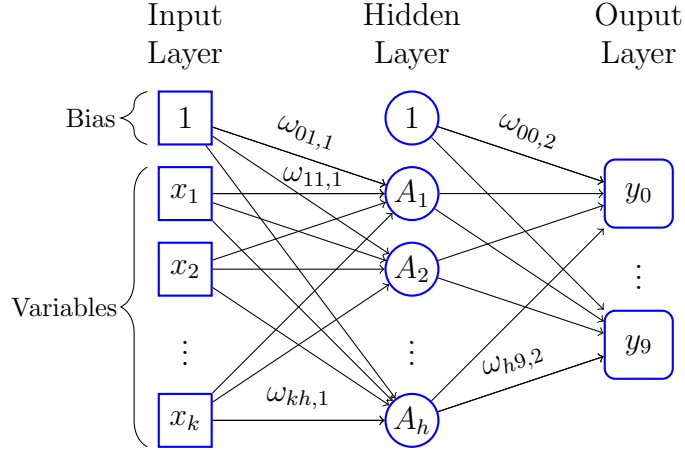 Input
Layer
Hidden
Layer
Ouput
Layer
Bias
1
1
ω01,1
ω00,2
ω11,1
x1
A1
y0
x2
A2
Variables
y9
ωkh,1
ωh9,2
xk
Ah